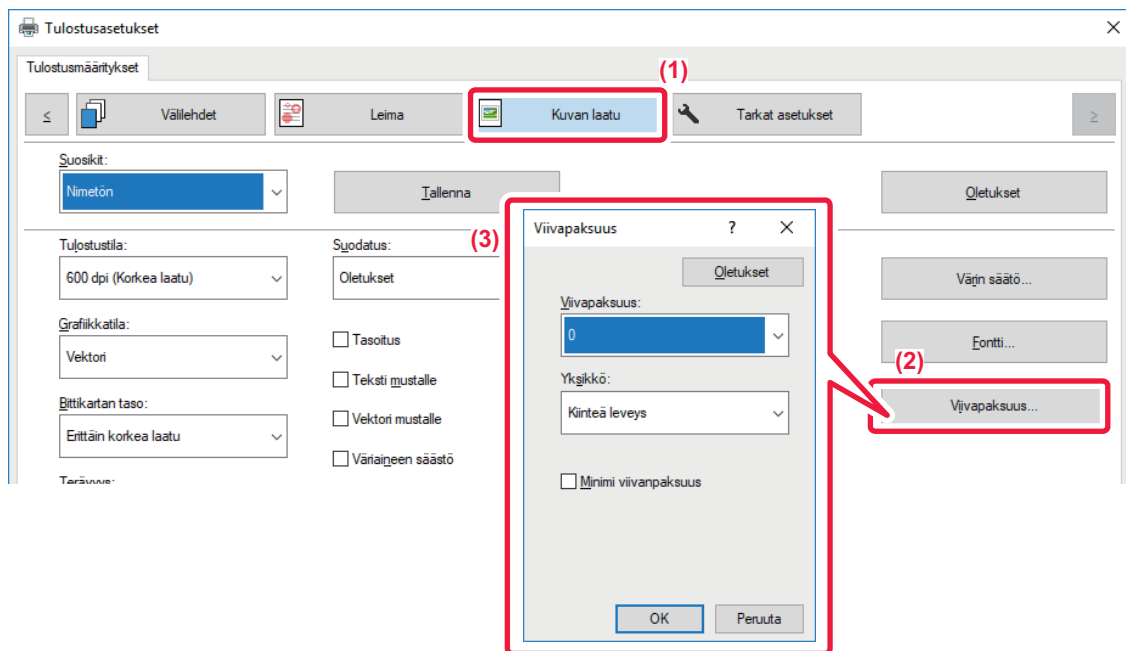 Tulostusasetukset
Tulostusmääritykset
(1)
≤ Välilehdet Leima Kuvan laatu Tarkat asetukset ≥
Suosikit:
Nimetön Tallenna Oletukset
(3)
Viivapaksuus ?
Oletukset
Viivapaksuus:
0
Yksikkö:
Kiinteä leveys
Minimi viivanpaksuus
OK Peruuta
Tulostustila: Suodatus:
600 dpi (Korkea laatu) Oletukset Värin säätö...
Grafiikkatila:
Vektori Tasoitus Fontti...
Teksti mustalle (2)
Bittikartan taso: Viivapaksuus...
Erittäin korkea laatu Vektori mustalle
Väriaineen säästö
Terävyys: